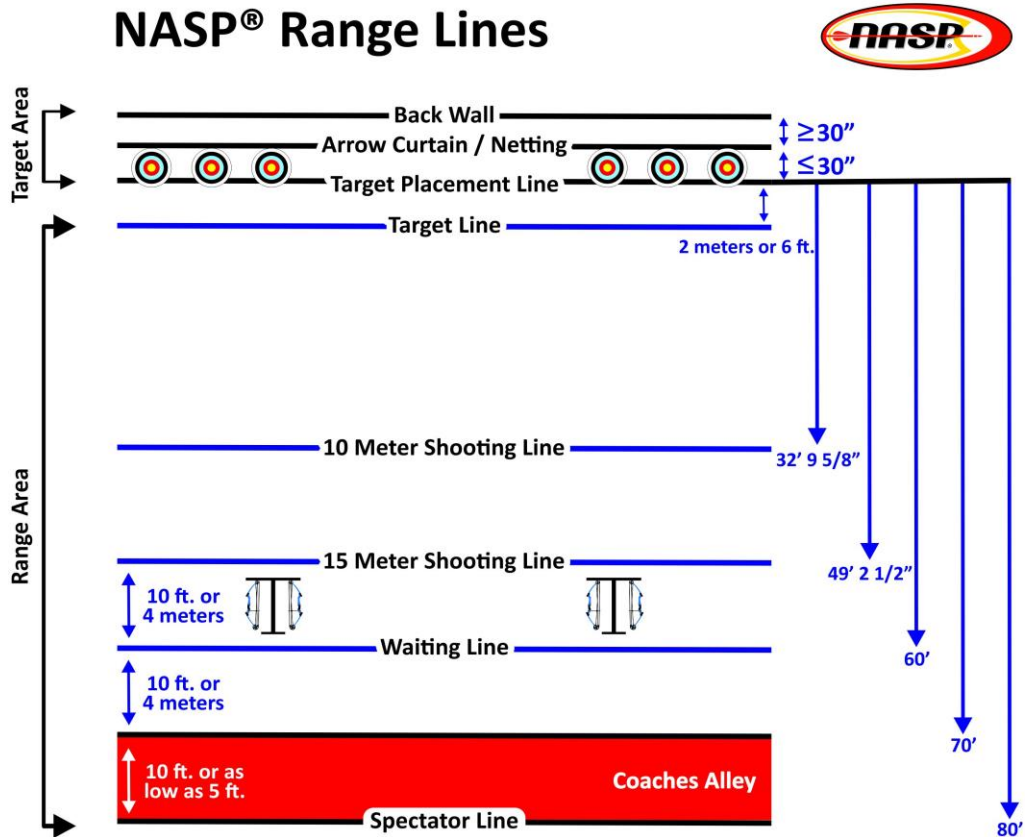 NASP® Range Lines
NASP®
Target Area
Back Wall
≥30”
Arrow Curtain / Netting
≤30”
Target Placement Line
Target Line
2 meters or 6 ft.
Range Area
10 Meter Shooting Line
32’ 9 5/8”
15 Meter Shooting Line
49’ 2 1/2”
10 ft. or
4 meters
Waiting Line
60’
10 ft. or
4 meters
70’
10 ft. or as
low as 5 ft.
Coaches Alley
Spectator Line
80’